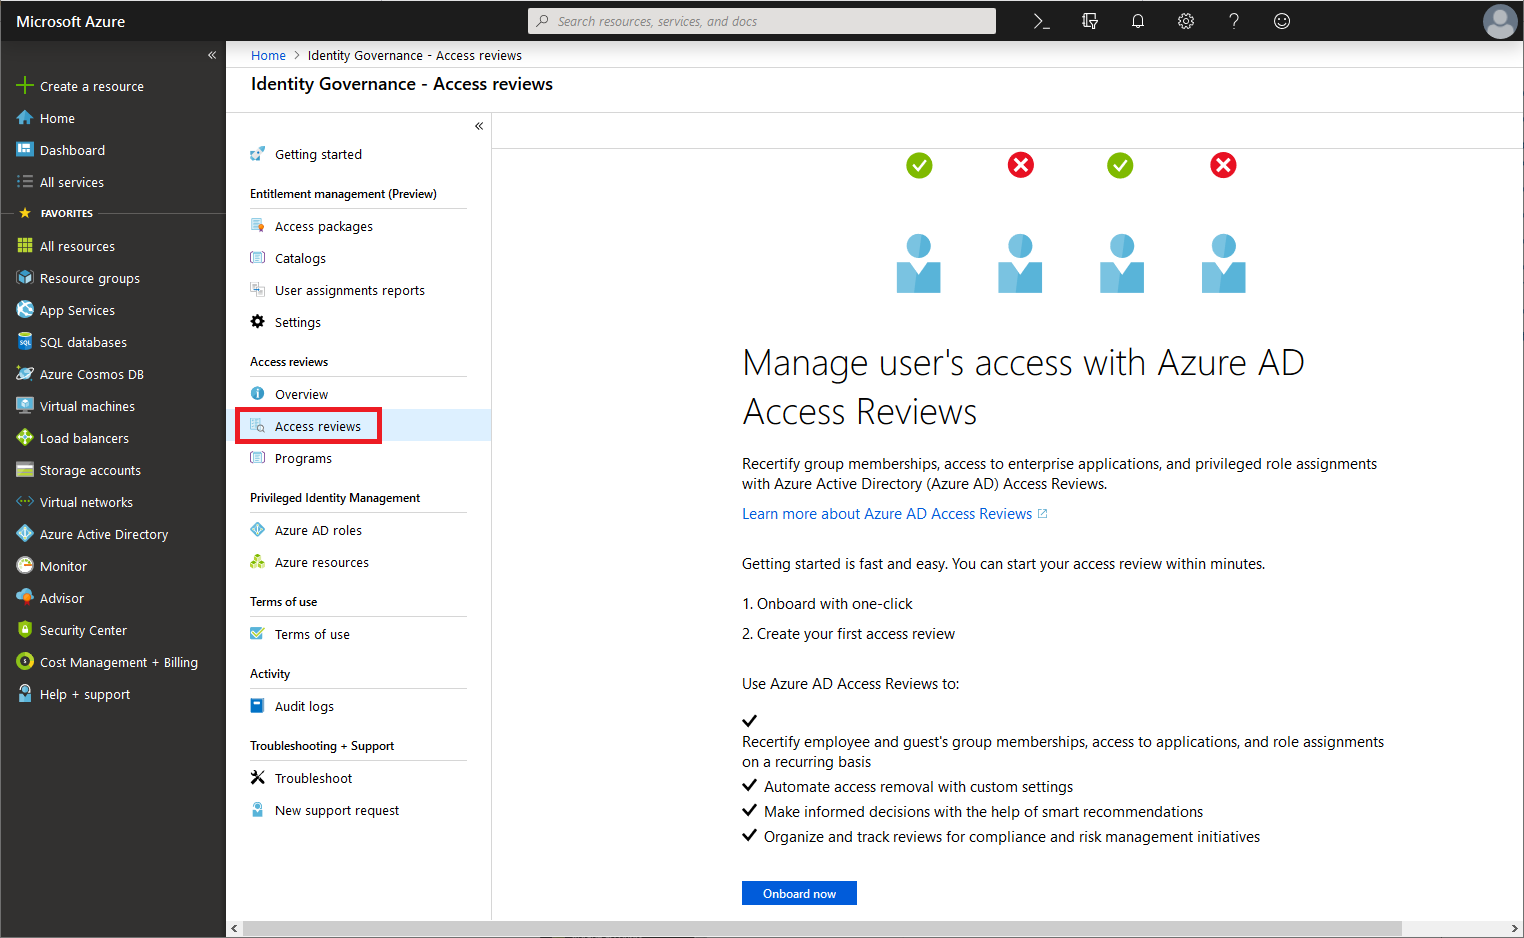 Microsoft Azure
Search resources, services, and docs
Create a resource
Home
Dashboard
All services
FAVORITES
All resources
Resource groups
App Services
SQL databases
Azure Cosmos DB
Virtual machines
Load balancers
Storage accounts
Virtual networks
Azure Active Directory
Monitor
Advisor
Security Center
Cost Management + Billing
Help + support
Home > Identity Governance - Access reviews
Identity Governance - Access reviews
Getting started
Entitlement management (Preview)
Access packages
Catalogs
User assignments reports
Settings
Access reviews
Overview
Access reviews
Programs
Privileged Identity Management
Azure AD roles
Azure resources
Terms of use
Terms of use
Activity
Audit logs
Troubleshooting + Support
Troubleshoot
New support request
Manage user's access with Azure AD
Access Reviews
Recertify group memberships, access to enterprise applications, and privileged role assignments
with Azure Active Directory (Azure AD) Access Reviews.
Learn more about Azure AD Access Reviews
Getting started is fast and easy. You can start your access review within minutes.
1. Onboard with one-click
2. Create your first access review
Use Azure AD Access Reviews to:
Recertify employee and guest's group memberships, access to applications, and role assignments
on a recurring basis
Automate access removal with custom settings
Make informed decisions with the help of smart recommendations
Organize and track reviews for compliance and risk management initiatives
Onboard now